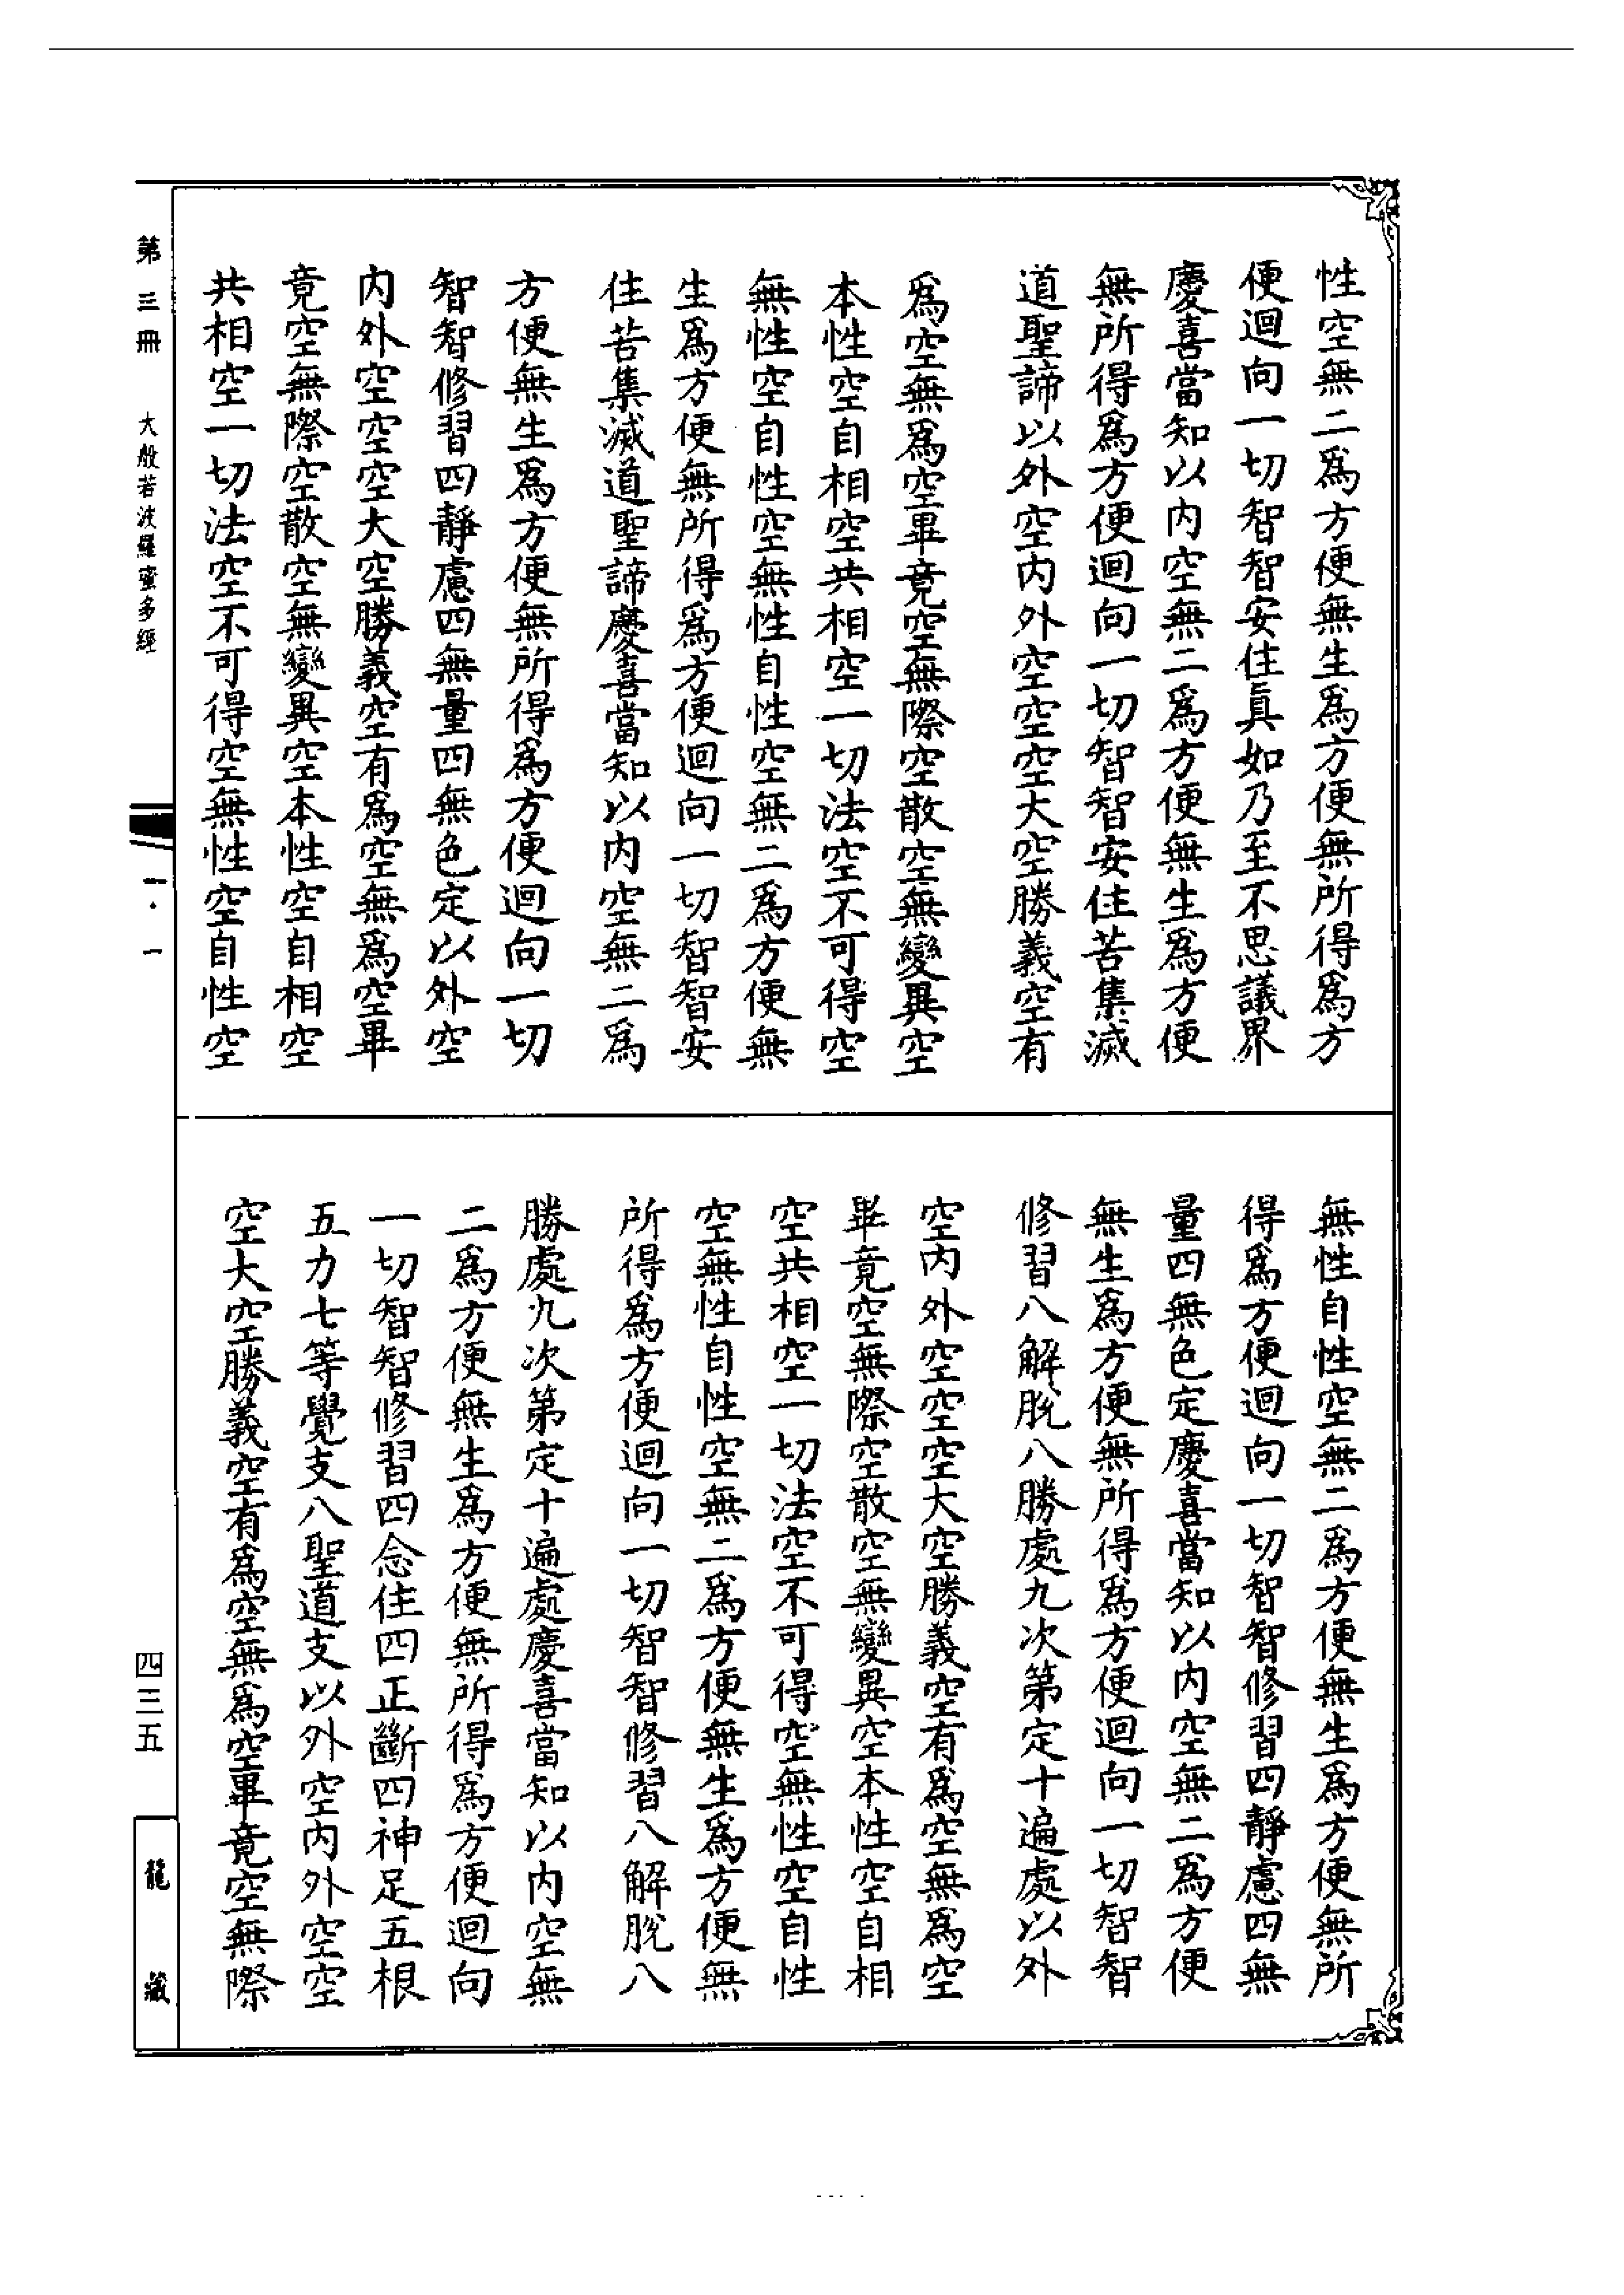 性空無二爲方便無生爲方便無所得爲方
便迴向一切智智安住真如乃至不思議界
慶喜當知以内空無二爲方便無生爲方便
無所得爲方便迴向一切智智安住苦集滅
道聖諦以外空内外空空空大空勝義空有
爲空無爲空畢竟空無際空散空無變異空
本性空自相空共相空一切法空不可得空
無性空自性空無性自性空無二爲方便無
生爲方便無所得爲方便迴向一切智智安
住苦集滅道聖諦慶喜當知以内空無二爲
方便無生爲方便無所得爲方便迴向一切
智智修習四靜慮四無量四無色定以外空
内外空空空大空勝義空有爲空無爲空畢
竟空無際空散空無變異空本性空自相空
共相空一切法空不可得空無性空自性空
無性自性空無二爲方便無生爲方便無所
得爲方便迴向一切智智修習四靜慮四無
量四無色定慶喜當知以内空無二爲方便
無生爲方便無所得爲方便迴向一切智智
修習八解脫八勝處九次第定十遍處以外
空内外空空空大空勝義空有爲空無爲空
畢竟空無際空散空無變異空本性空自相
空共相空一切法空不可得空無性空自性
空無性自性空無二爲方便無生爲方便無
所得爲方便迴向一切智智修習八解脫八
勝處九次第定十遍處慶喜當知以内空無
二爲方便無生爲方便無所得爲方便迴向
一切智智修習四念住四正斷四神足五根
五力七等覺支八聖道支以外空内外空空
空大空勝義空有爲空無爲空畢竟空無際
第三冊 大般若波羅蜜多經
一·一
四三五
龍藏